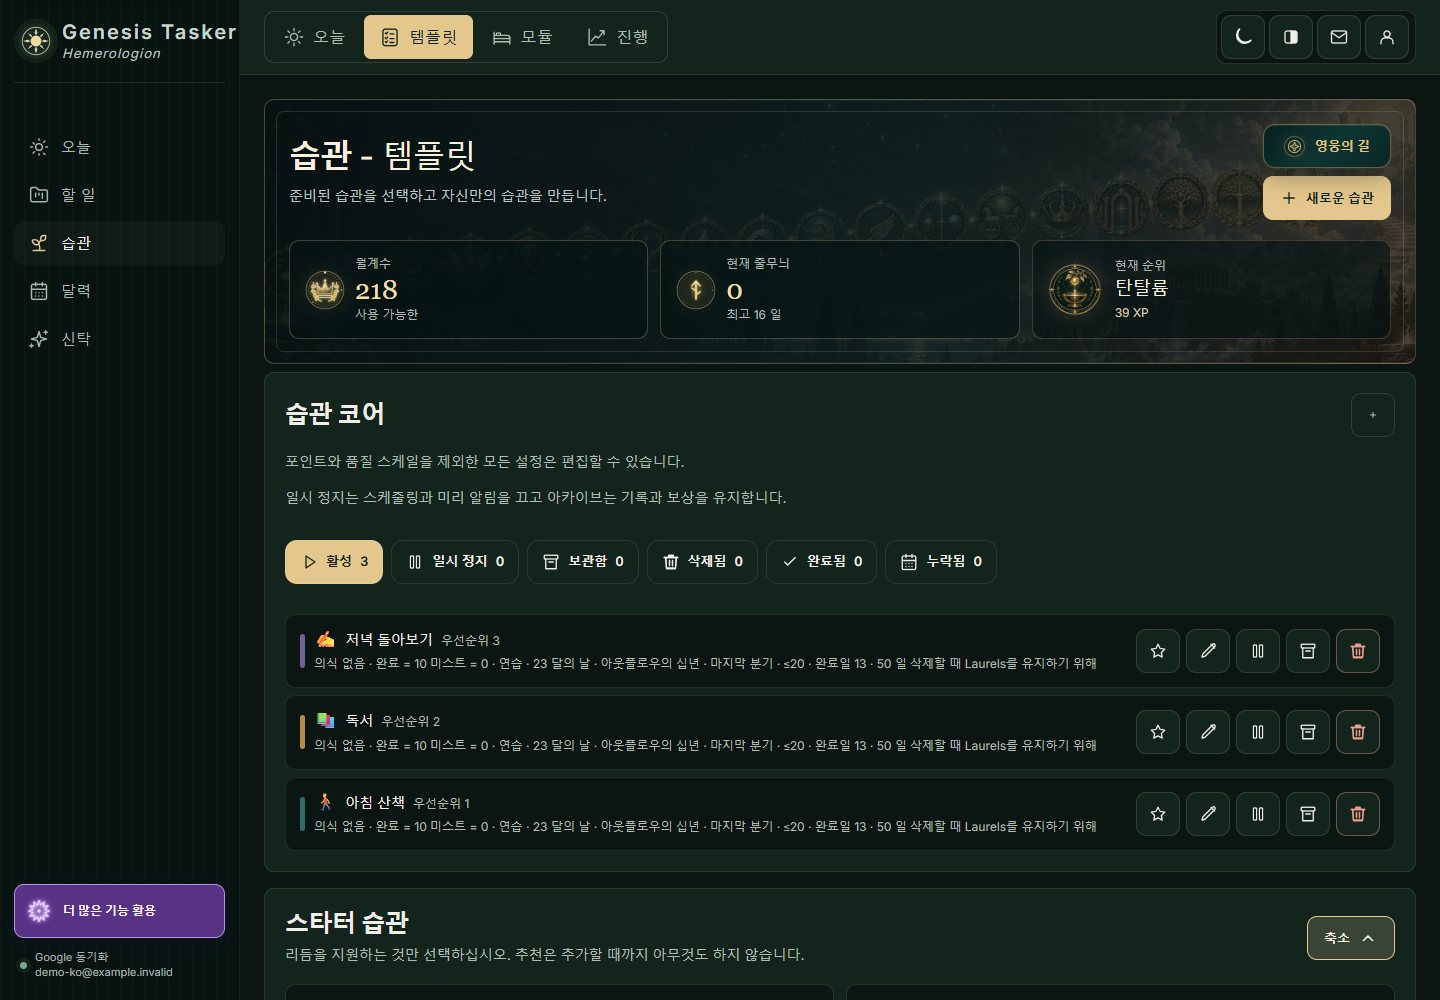 Genesis Tasker
Hemerologion
오늘
템플릿
모듈
진행
오늘
할 일
습관
달력
신탁
더 많은 기능 활용
Google 동기화
demo-ko@example.invalid
습관 - 템플릿
준비된 습관을 선택하고 자신만의 습관을 만듭니다.
영웅의 길
새로운 습관
월계수
218
사용 가능한
현재 줄무늬
0
최고 16 일
현재 순위
탄탈륨
39 XP
습관 코어
포인트와 품질 스케일을 제외한 모든 설정은 편집할 수 있습니다.
일시 정지는 스케줄링과 미리 알림을 끄고 아카이브는 기록과 보상을 유지합니다.
활성 3
일시 정지 0
보관함 0
삭제됨 0
완료됨 0
누락됨 0
저녁 돌아보기 우선순위 3
의식 없음 · 완료 = 10 미스트 = 0 · 연습 · 23 달의 날 · 아웃플로우의 십년 · 마지막 분기 · ≤20 · 완료일 13 · 50 일 삭제할 때 Laurels를 유지하기 위해
독서 우선순위 2
의식 없음 · 완료 = 10 미스트 = 0 · 연습 · 23 달의 날 · 아웃플로우의 십년 · 마지막 분기 · ≤20 · 완료일 13 · 50 일 삭제할 때 Laurels를 유지하기 위해
아침 산책 우선순위 1
의식 없음 · 완료 = 10 미스트 = 0 · 연습 · 23 달의 날 · 아웃플로우의 십년 · 마지막 분기 · ≤20 · 완료일 13 · 50 일 삭제할 때 Laurels를 유지하기 위해
스타터 습관
리듬을 지원하는 것만 선택하십시오. 추천은 추가할 때까지 아무것도 하지 않습니다.
축소